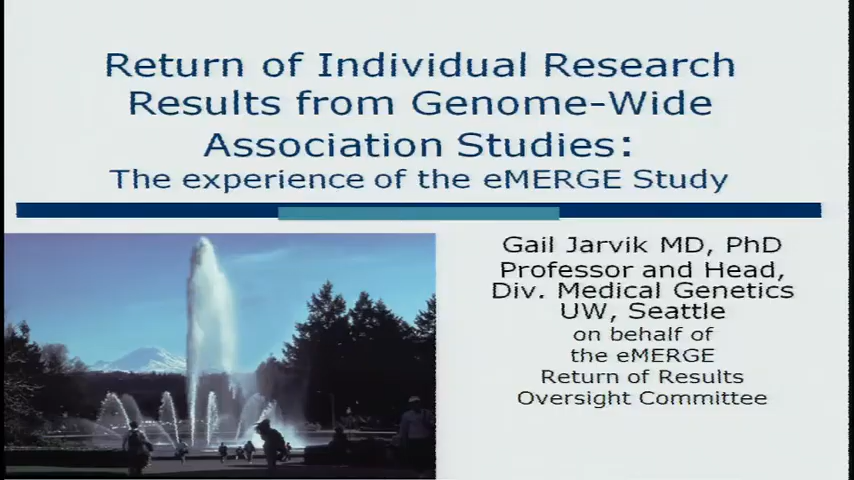 Return of Individual Research
Results from Genome-Wide
Association Studies:
The experience of the eMERGE Study
Gail Jarvik MD, PhD
Professor and Head,
Div. Medical Genetics
UW, Seattle
on behalf of
the eMERGE
Return of Results
Oversight Committee